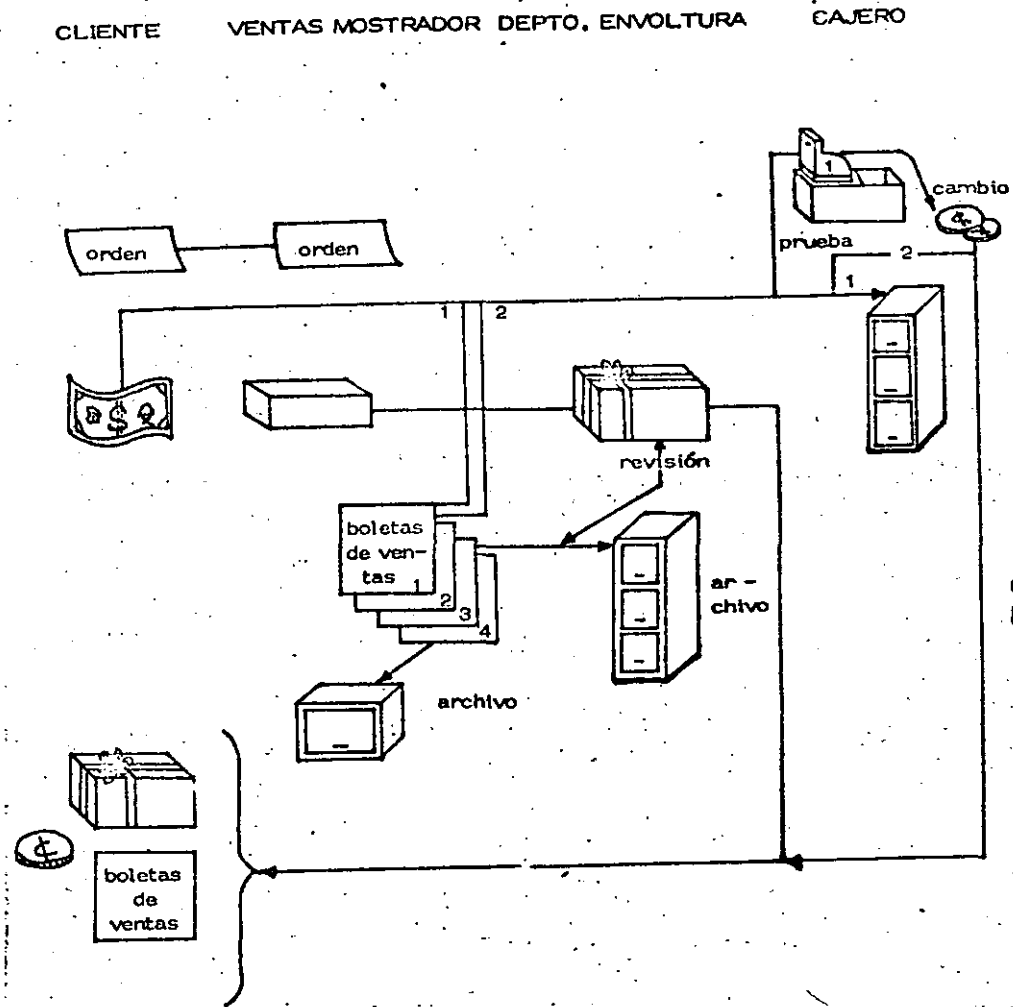 CLIENTE VENTAS MOSTRADOR DEPTO. ENVOLTURA CAJERO
1
cambio
orden
orden
prueba
2
1
1
2
$
revisión
boletas
de ven-
tas 1
2
3
4
ar-
chivo
archivo
¢
boletas
de
ventas